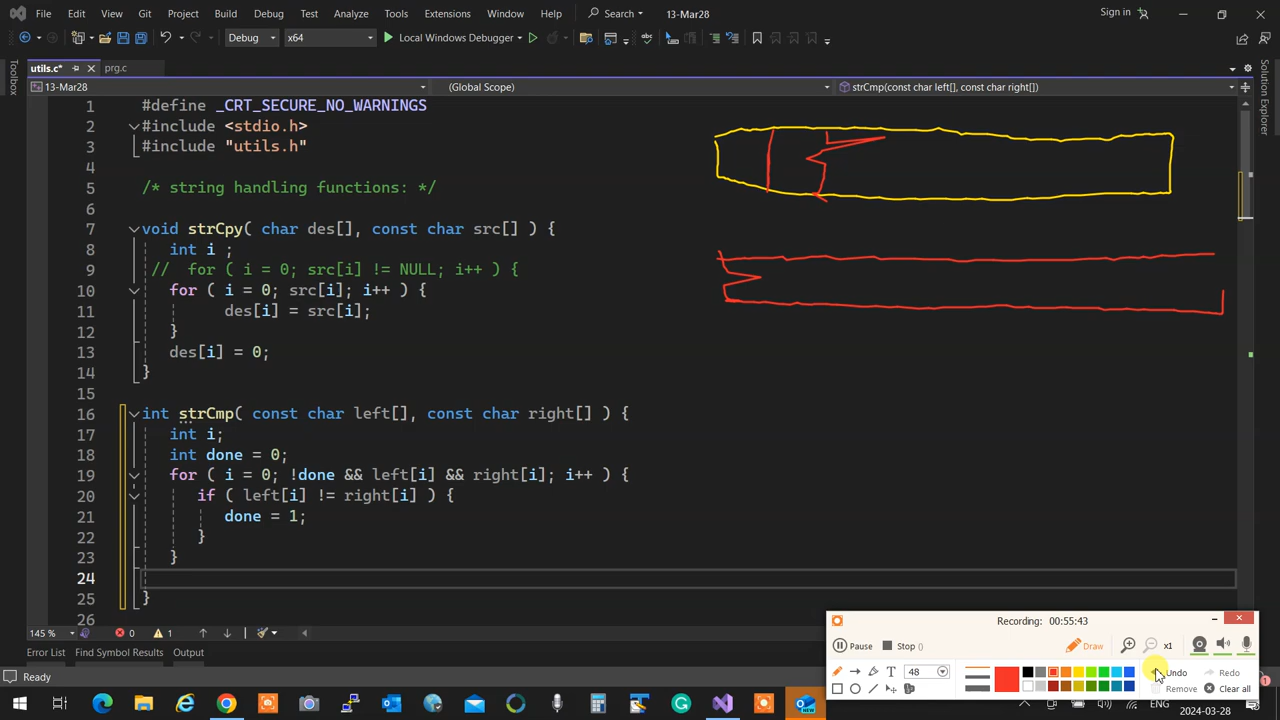 File Edit View Git Project Build Debug Test Analyze Tools Extensions Window Help Search 13-Mar28 Sign in
Debug x64 Local Windows Debugger
utils.c* prg.c
13-Mar28 (Global Scope) strCmp(const char left[], const char right[])
Toolbox
Solution Explorer
1 #define _CRT_SECURE_NO_WARNINGS
2 #include <stdio.h>
3 #include "utils.h"
4
5 /* string handling functions: */
6
7 void strCpy( char des[], const char src[] ) {
8 int i ;
9 // for ( i = 0; src[i] != NULL; i++ ) {
10 for ( i = 0; src[i]; i++ ) {
11 des[i] = src[i];
12 }
13 des[i] = 0;
14 }
15
16 int strCmp( const char left[], const char right[] ) {
17 int i;
18 int done = 0;
19 for ( i = 0; !done && left[i] && right[i]; i++ ) {
20 if ( left[i] != right[i] ) {
21 done = 1;
22 }
23 }
24
25 }
26
145 % 0 1
Error List Find Symbol Results Output
Ready
Recording: 00:55:43
Pause Stop () Draw x1
T 48 Undo Redo
Remove Clear all
1
ENG 7:04 PM
2024-03-28